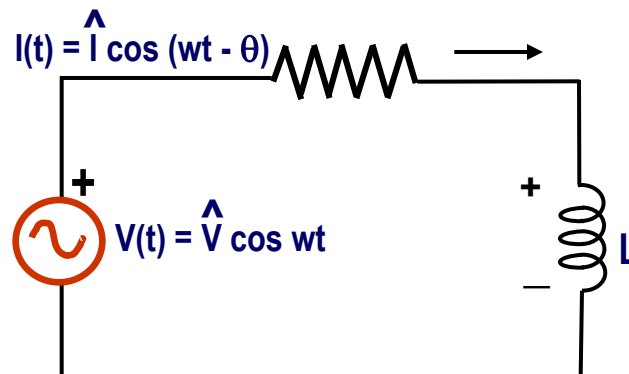 I(t) = Î cos (wt - θ)
+
+
V(t) = V̂ cos wt
L
_